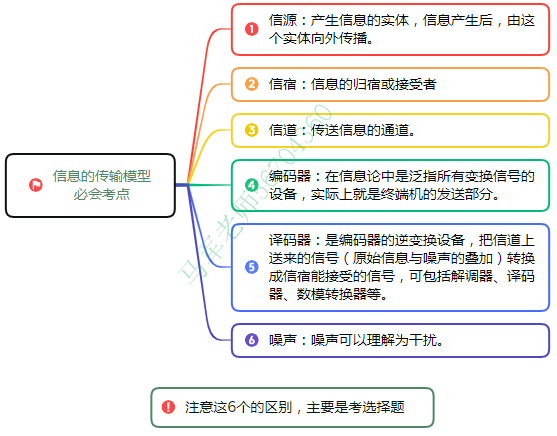 信息的传输模型
必会考点
1 信源：产生信息的实体，信息产生后，由这
个实体向外传播。
2 信宿：信息的归宿或接受者
3 信道：传送信息的通道。
4 编码器：在信息论中是泛指所有变换信号的
设备，实际上就是终端机的发送部分。
5 译码器：是编码器的逆变换设备，把信道上
送来的信号（原始信息与噪声的叠加）转换
成信宿能接受的信号，可包括解调器、译码
器、数模转换器等。
6 噪声：噪声可以理解为干扰。
注意这6个的区别，主要是考选择题